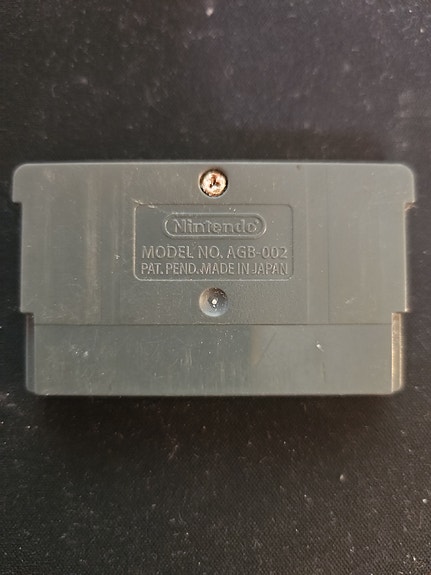 Nintendo
MODEL NO. AGB-002
PAT. PEND. MADE IN JAPAN